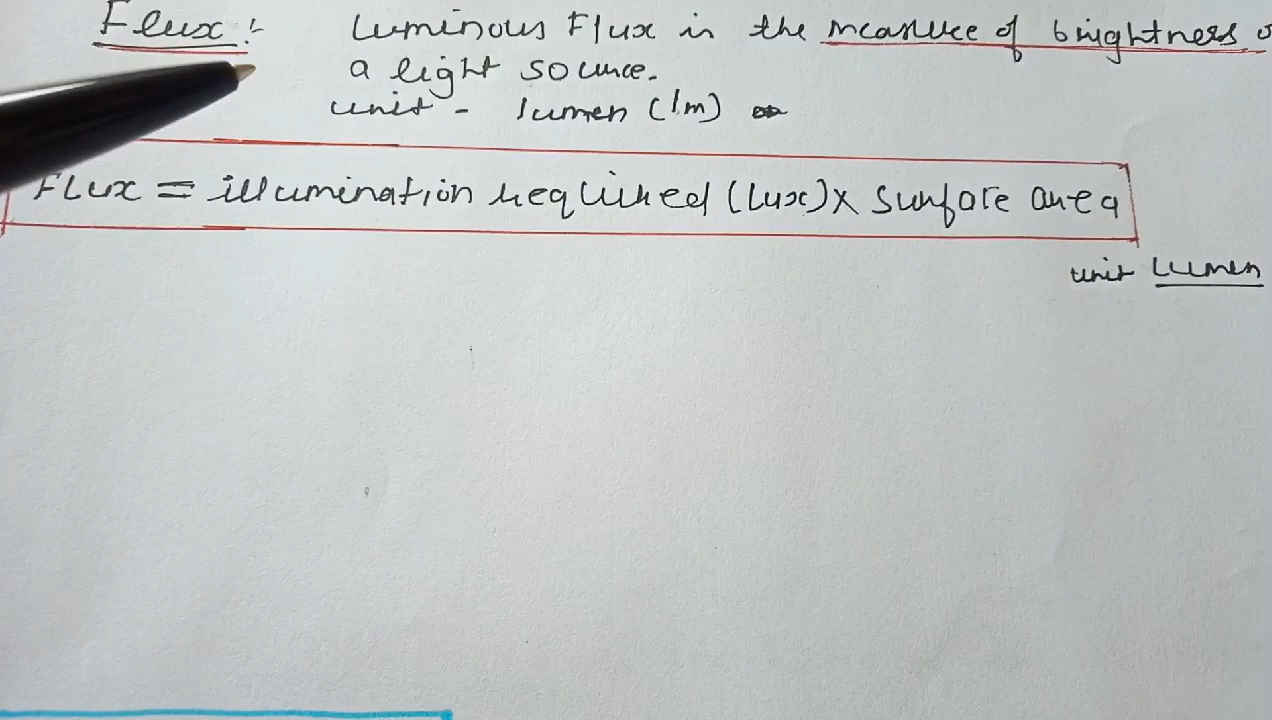 Flux :- Luminous Flux is the measure of brightness o
a light source.
unit - lumen (lm)
FLux = illumination required (Lux) x surface area
unit Lumen